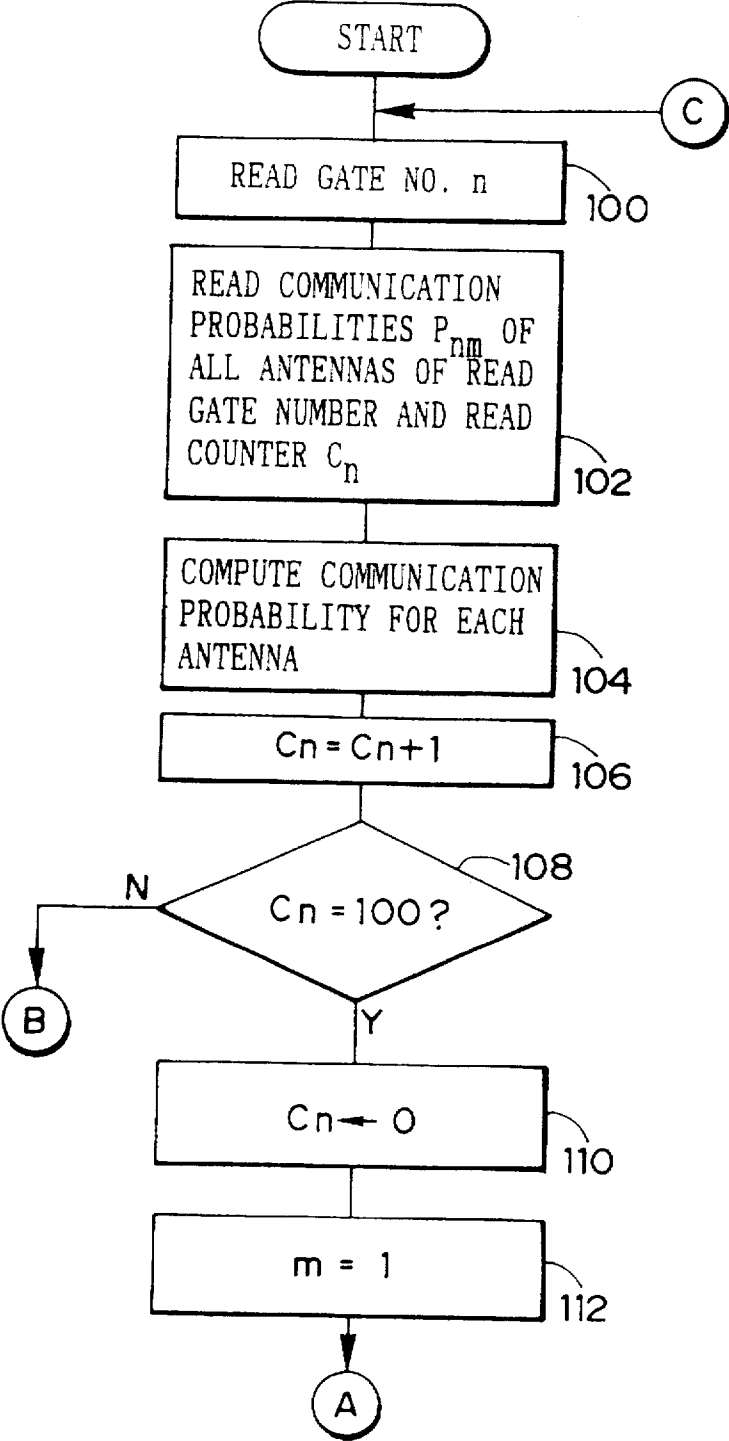 START
C
READ GATE NO. n
100
READ COMMUNICATION
PROBABILITIES Pnm OF
ALL ANTENNAS OF READ
GATE NUMBER AND READ
COUNTER Cn
102
COMPUTE COMMUNICATION
PROBABILITY FOR EACH
ANTENNA
104
Cn = Cn+1
106
108
N
Cn = 100?
B
Y
Cn ← 0
110
m = 1
112
A